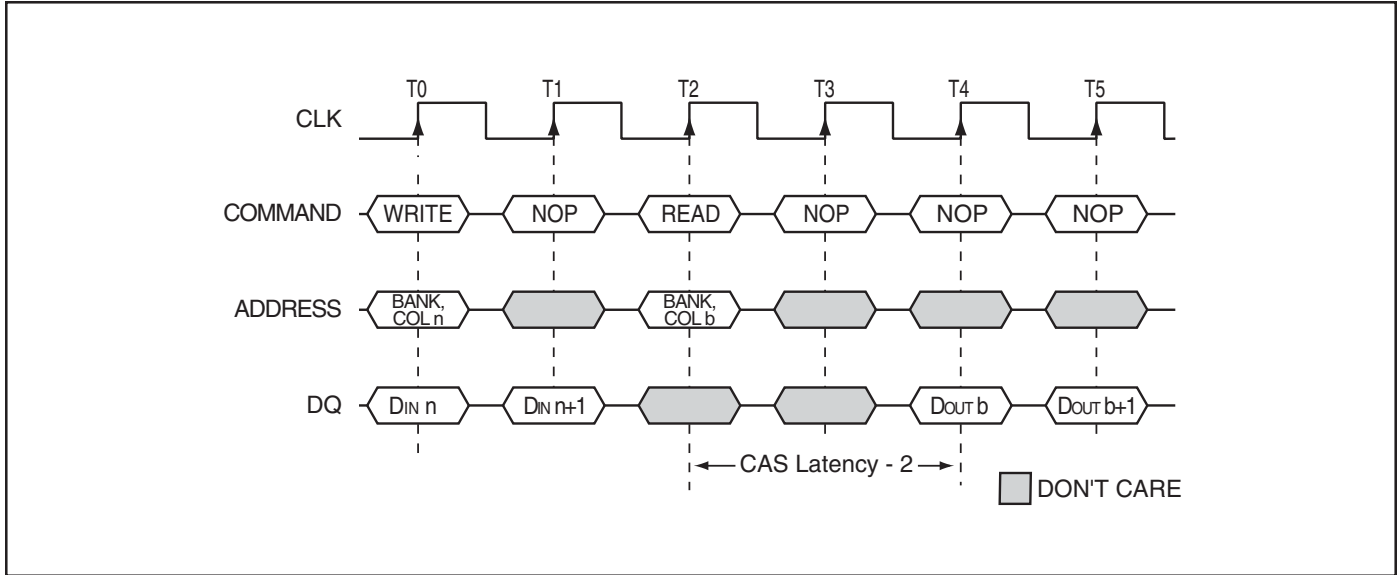 T0 T1 T2 T3 T4 T5
CLK
COMMAND WRITE NOP READ NOP NOP NOP
ADDRESS BANK, COL n BANK, COL b
DQ DIN n DIN n+1 DOUT b DOUT b+1
CAS Latency - 2
DON'T CARE